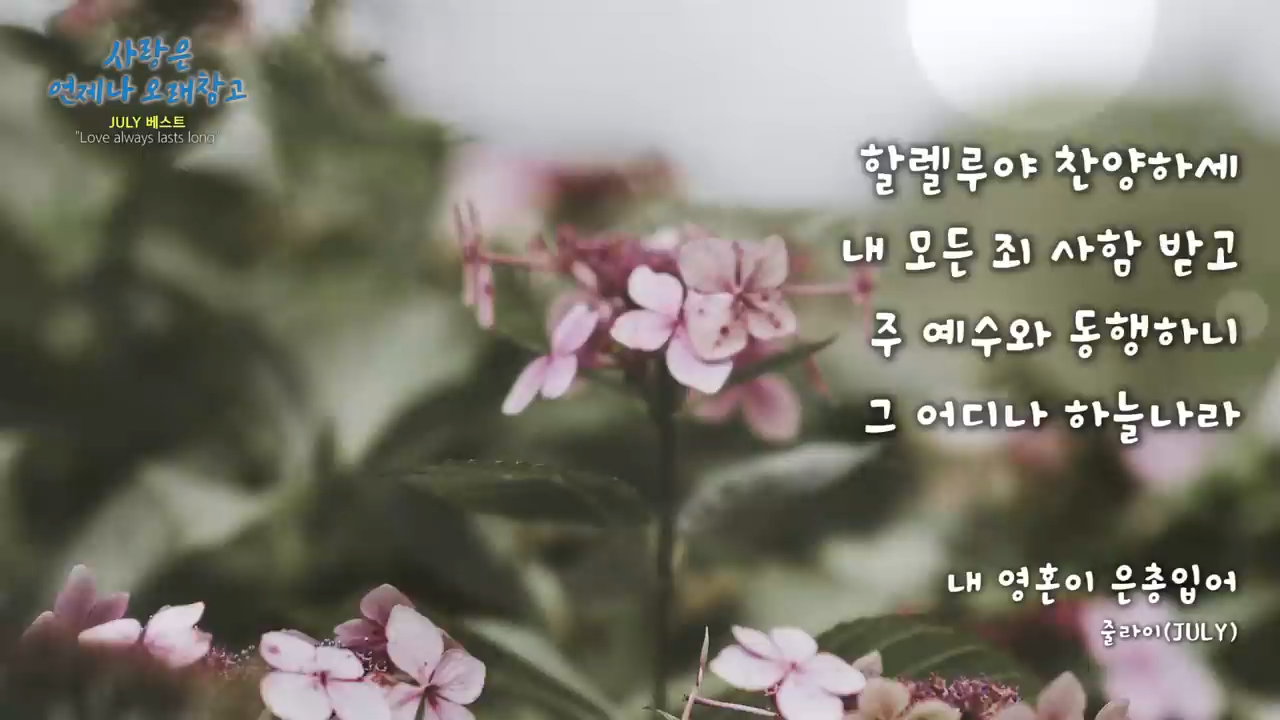 사랑은
언제나 오래참고
JULY 베스트
"Love always lasts long
할렐루야 찬양하세
내 모든 죄 사함 받고
주 예수와 동행하니
그 어디나 하늘나라
내 영혼이 은총입어
줄라이(JULY)